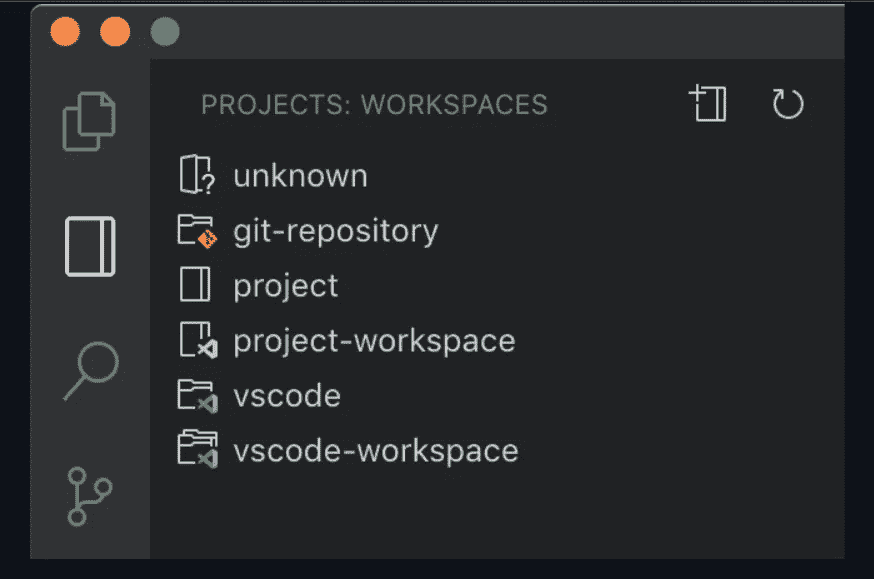 PROJECTS: WORKSPACES
unknown
git-repository
project
project-workspace
vscode
vscode-workspace